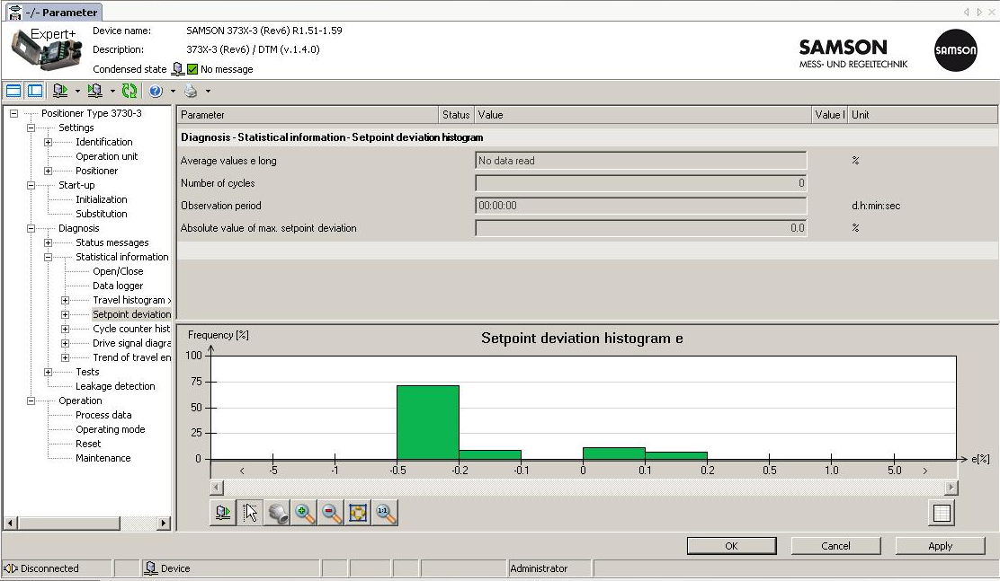 -/- Parameter
Expert+
Device name: SAMSON 373X-3 (Rev6) R1.51-1.59
Description: 373X-3 (Rev6) / DTM (v.1.4.0)
Condensed state No message
SAMSON
MESS- UND REGELTECHNIK
SAMSON
Positioner Type 3730-3
Settings
Identification
Operation unit
Positioner
Start-up
Initialization
Substitution
Diagnosis
Status messages
Statistical information
Open/Close
Data logger
Travel histogram x
Setpoint deviation
Cycle counter hist
Drive signal diagra
Trend of travel en
Tests
Leakage detection
Operation
Process data
Operating mode
Reset
Maintenance
Parameter Status Value Value I Unit
Diagnosis - Statistical information - Setpoint deviation histogram
Average values e long No data read %
Number of cycles 0
Observation period 00:00:00 d.h:min:sec
Absolute value of max. setpoint deviation 0.0 %
Frequency [%]
Setpoint deviation histogram e
100
75
50
25
0
< -5 -1 -0.5 -0.2 -0.1 0 0.1 0.2 0.5 1.0 5.0 > e[%]
1:1
OK Cancel Apply
Disconnected Device Administrator